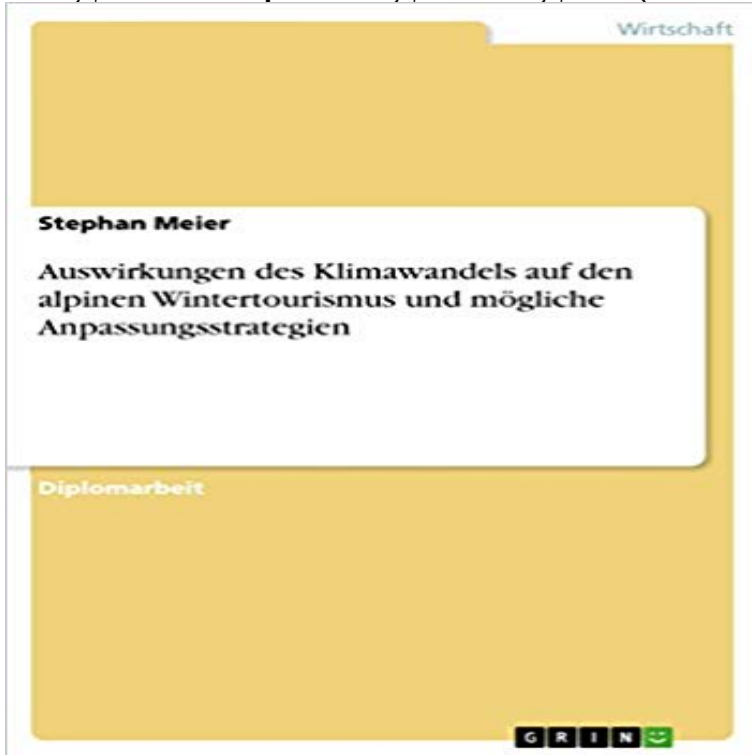 Wirtschaft
Stephan Meier
Auswirkungen des Klimawandels auf den
alpinen Wintertourismus und mögliche
Anpassungsstrategien
Diplomarbeit
GRIN